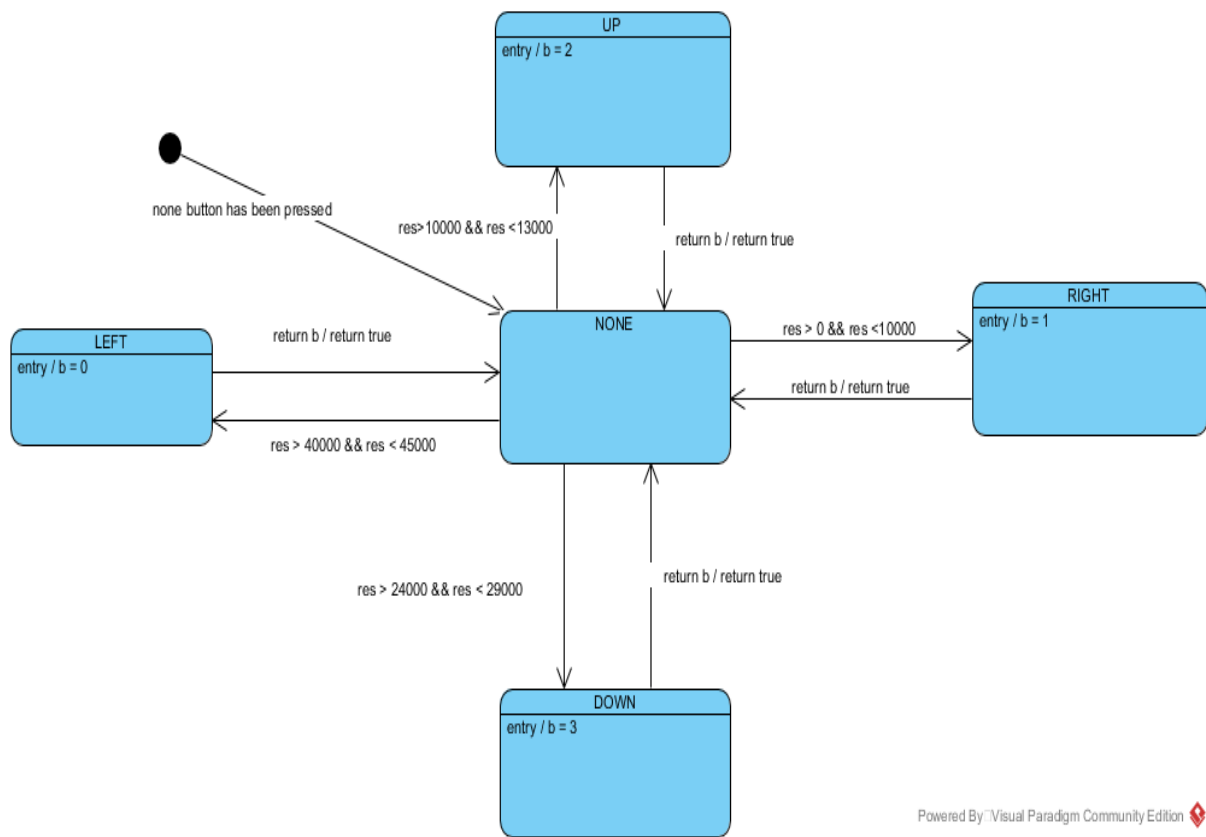 UP
entry / b = 2
none button has been pressed
res>10000 && res <13000
return b / return true
RIGHT
entry / b = 1
NONE
LEFT
entry / b = 0
return b / return true
res > 0 && res <10000
return b / return true
res > 40000 && res < 45000
res > 24000 && res < 29000
return b / return true
DOWN
entry / b = 3
Powered By Visual Paradigm Community Edition